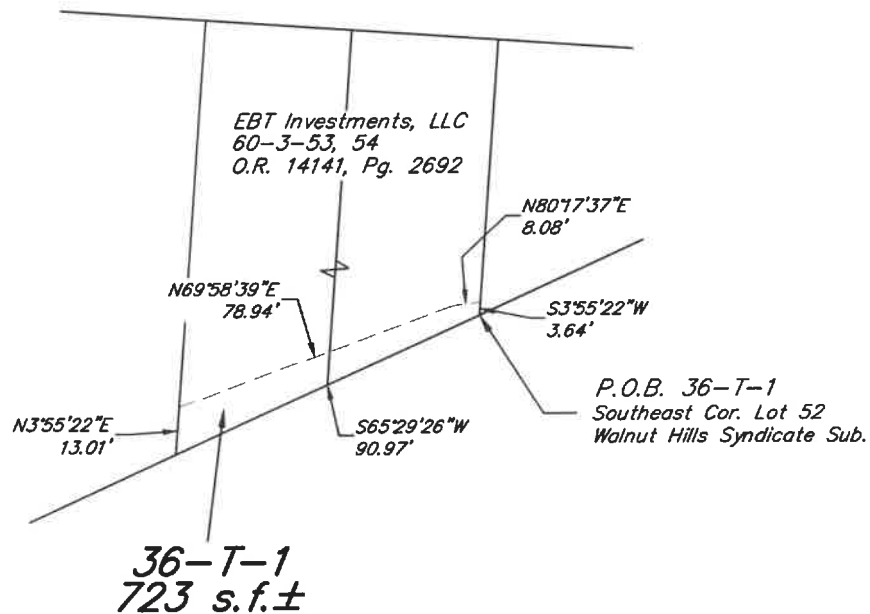 EBT Investments, LLC
60-3-53, 54
O.R. 14141, Pg. 2692
N80°17'37"E
8.08'
N69°58'39"E
78.94'
S3°55'22"W
3.64'
P.O.B. 36-T-1
Southeast Cor. Lot 52
Walnut Hills Syndicate Sub.
N3°55'22"E
13.01'
S65°29'26"W
90.97'
36-T-1
723 s.f.±